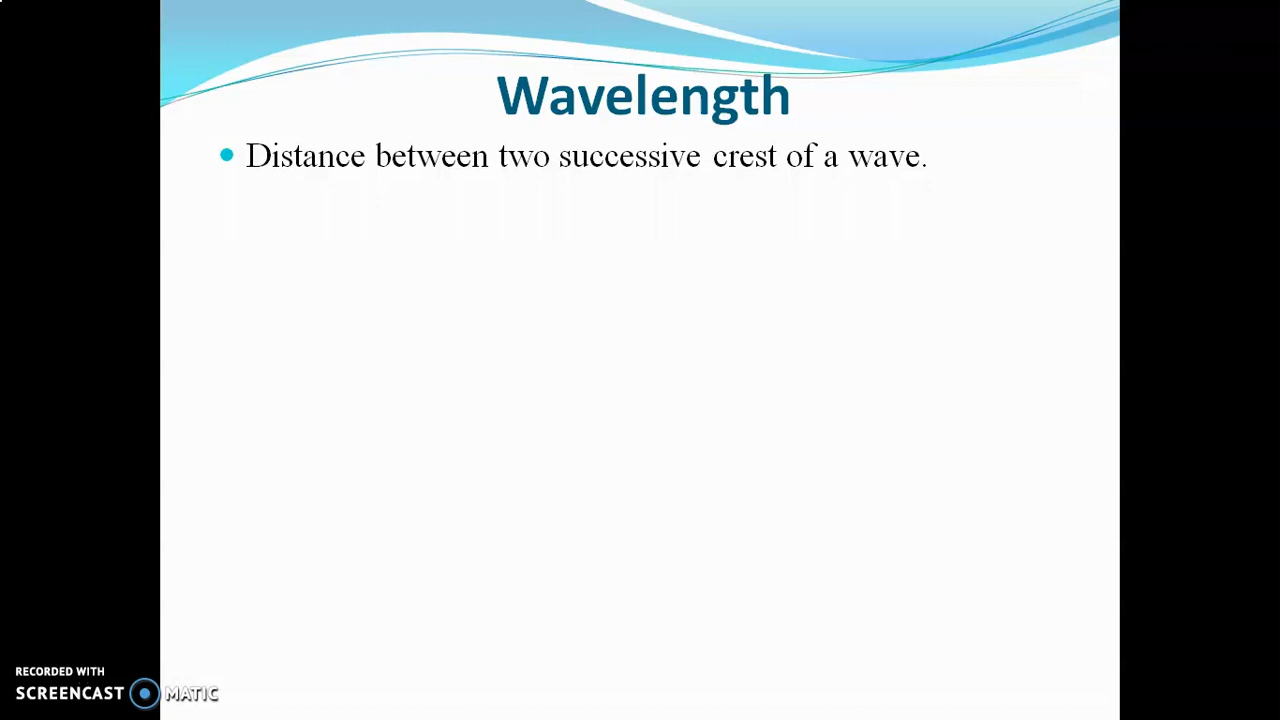 Wavelength
Distance between two successive crest of a wave.
RECORDED WITH
SCREENCAST MATIC